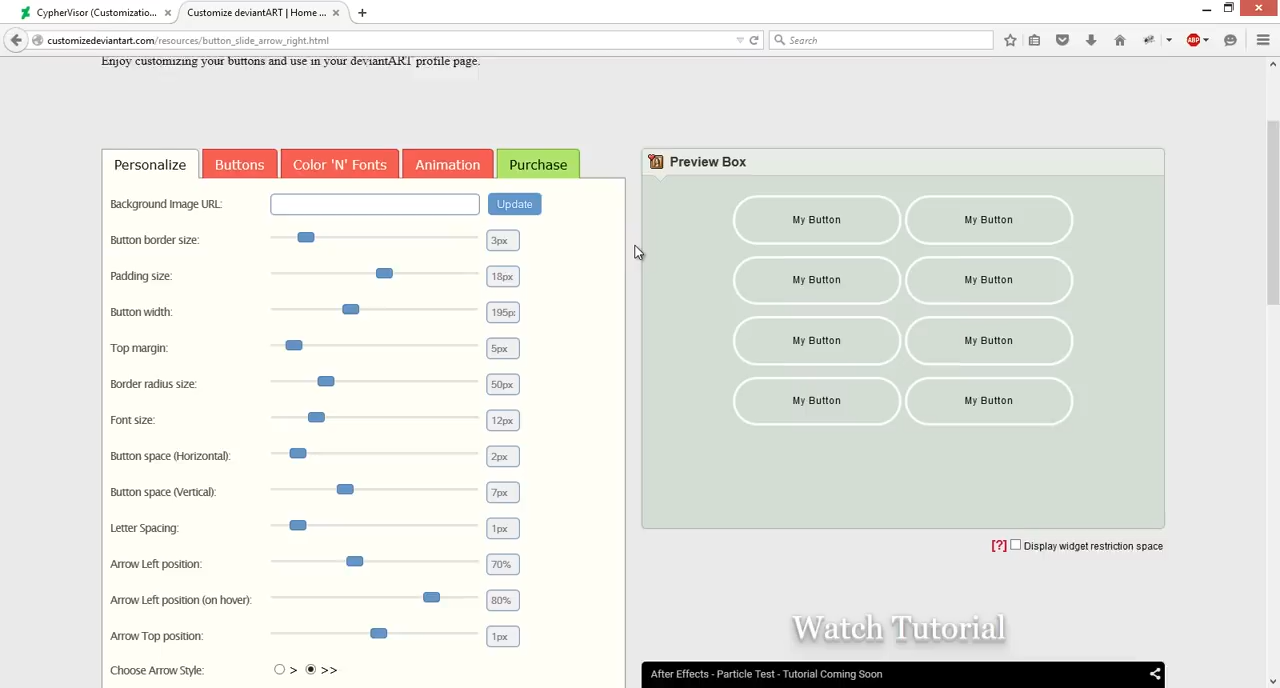 CypherVisor (Customizatio...
Customize deviantART | Home ...
customizedeviantart.com/resources/button_slide_arrow_right.html
Search
ABP
Enjoy customizing your buttons and use in your deviantART profile page.
Personalize
Buttons
Color 'N' Fonts
Animation
Purchase
Background Image URL:
Update
Button border size:
3px
Padding size:
18px
Button width:
195p
Top margin:
5px
Border radius size:
50px
Font size:
12px
Button space (Horizontal):
2px
Button space (Vertical):
7px
Letter Spacing:
1px
Arrow Left position:
70%
Arrow Left position (on hover):
80%
Arrow Top position:
1px
Choose Arrow Style:
> >>
Preview Box
My Button My Button
My Button My Button
My Button My Button
My Button My Button
[?] Display widget restriction space
Watch Tutorial
After Effects - Particle Test - Tutorial Coming Soon